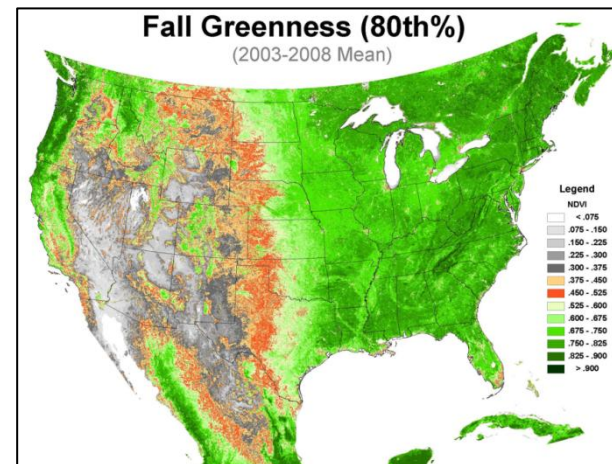 Fall Greenness (80th%)
(2003-2008 Mean)
Legend
NDVI
< .075
.075 - .150
.150 - .225
.225 - .300
.300 - .375
.375 - .450
.450 - .525
.525 - .600
.600 - .675
.675 - .750
.750 - .825
.825 - .900
> .900